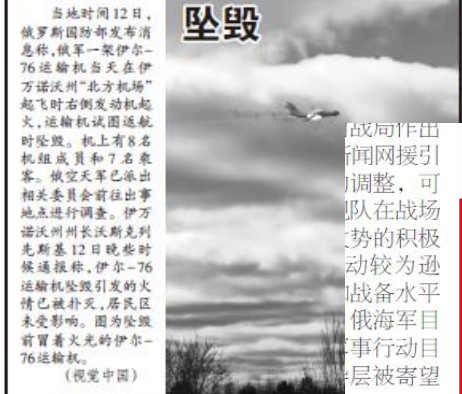 坠毁
当地时间12日，
俄罗斯国防部发布消
息称，俄军一架伊尔-
76运输机当天在伊
万诺沃州“北方机场”
起飞时右侧发动机起
火，运输机试图返航
时坠毁。机上有8名
机组成员和7名乘
客。俄空天军已派出
相关委员会前往出事
地点进行调查。伊万
诺沃州州长沃斯克列
先斯基12日晚些时
候通报称，伊尔-76
运输机坠毁引发的火
情已被扑灭，居民区
未受影响。图为坠毁
前冒着火光的伊尔-
76运输机。
（视觉中国）
战局作出
新闻网援引
调整，可
队在战场
势的积极
动较为逊
战备水平
俄海军目
事行动目
层被寄望